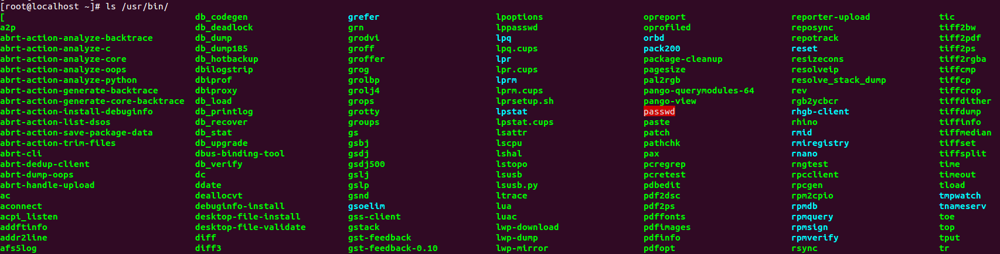 [root@localhost ~]# ls /usr/bin/
[ db_codegen grefer lpoptions opreport reporter-upload tic
a2p db_deadlock grn lppasswd oprofiled reposync tiff2bw
abrt-action-analyze-backtrace db_dump grodvi lpq orbd repotrack tiff2pdf
abrt-action-analyze-c db_dump185 groff lpq.cups pack200 reset tiff2ps
abrt-action-analyze-core db_hotbackup groffer lpr package-cleanup resizecons tiff2rgba
abrt-action-analyze-oops dbilogstrip grog lpr.cups pagesize resolveip tiffcmp
abrt-action-analyze-python dbiprof grolbp lprm pal2rgb resolve_stack_dump tiffcp
abrt-action-generate-backtrace dbiproxy grolj4 lprm.cups pango-querymodules-64 rev tiffcrop
abrt-action-generate-core-backtrace db_load grops lprsetup.sh pango-view rgb2ycbcr tiffdither
abrt-action-install-debuginfo db_printlog grotty lpstat passwd rhgb-client tiffdump
abrt-action-list-dsos db_recover groups lpstat.cups paste rhino tiffinfo
abrt-action-save-package-data db_stat gs lsattr patch rmid tiffmedian
abrt-action-trim-files db_upgrade gsbj lscpu pathchk rmiregistry tiffset
abrt-cli dbus-binding-tool gsdj lshal pax rnano tiffsplit
abrt-dedup-client db_verify gsdj500 lstopo pcregrep rngtest time
abrt-dump-oops dc gslj lsusb pcretest rpcclient timeout
abrt-handle-upload ddate gslp lsusb.py pdbedit rpcgen tload
ac deallocvt gsnd ltrace pdf2dsc rpm2cpio tmpwatch
aconnect debuginfo-install gsoelim lua pdf2ps rpmdb tnameserv
acpi_listen desktop-file-install gss-client luac pdffonts rpmquery toe
addftinfo desktop-file-validate gstack lwp-download pdfimages rpmsign top
addr2line diff gst-feedback lwp-dump pdfinfo rpmverify tput
afs5log diff3 gst-feedback-0.10 lwp-mirror pdfopt rsync tr